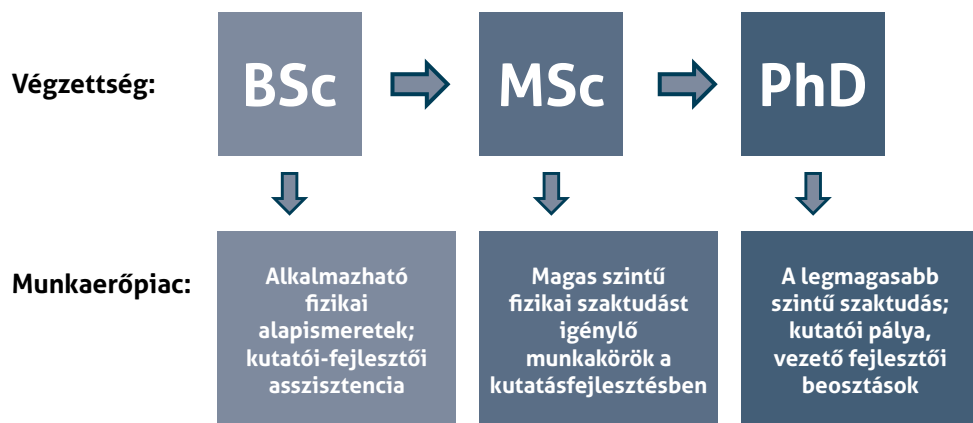 Végzettség:
BSc
MSc
PhD
Munkaerőpiac:
Alkalmazható
fizikai
alapismeretek;
kutatói-fejlesztői
asszisztencia
Magas szintű
fizikai szaktudást
igénylő
munkakörök a
kutatásfejlesztésben
A legmagasabb
szintű szaktudás;
kutatói pálya,
vezető fejlesztői
beosztások